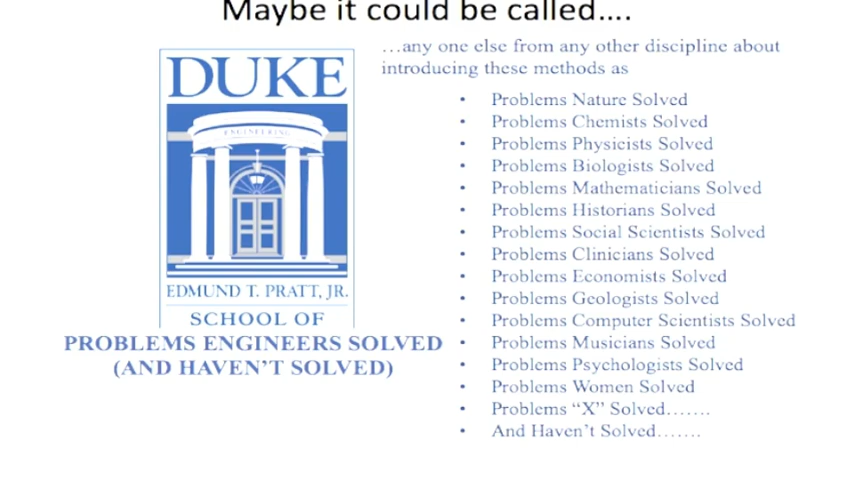 Maybe it could be called....
DUKE
ENGINEERING
EDMUND T. PRATT, JR.
SCHOOL OF
PROBLEMS ENGINEERS SOLVED
(AND HAVEN'T SOLVED)
...any one else from any other discipline about
introducing these methods as
• Problems Nature Solved
• Problems Chemists Solved
• Problems Physicists Solved
• Problems Biologists Solved
• Problems Mathematicians Solved
• Problems Historians Solved
• Problems Social Scientists Solved
• Problems Clinicians Solved
• Problems Economists Solved
• Problems Geologists Solved
• Problems Computer Scientists Solved
• Problems Musicians Solved
• Problems Psychologists Solved
• Problems Women Solved
• Problems “X” Solved.......
• And Haven't Solved.......